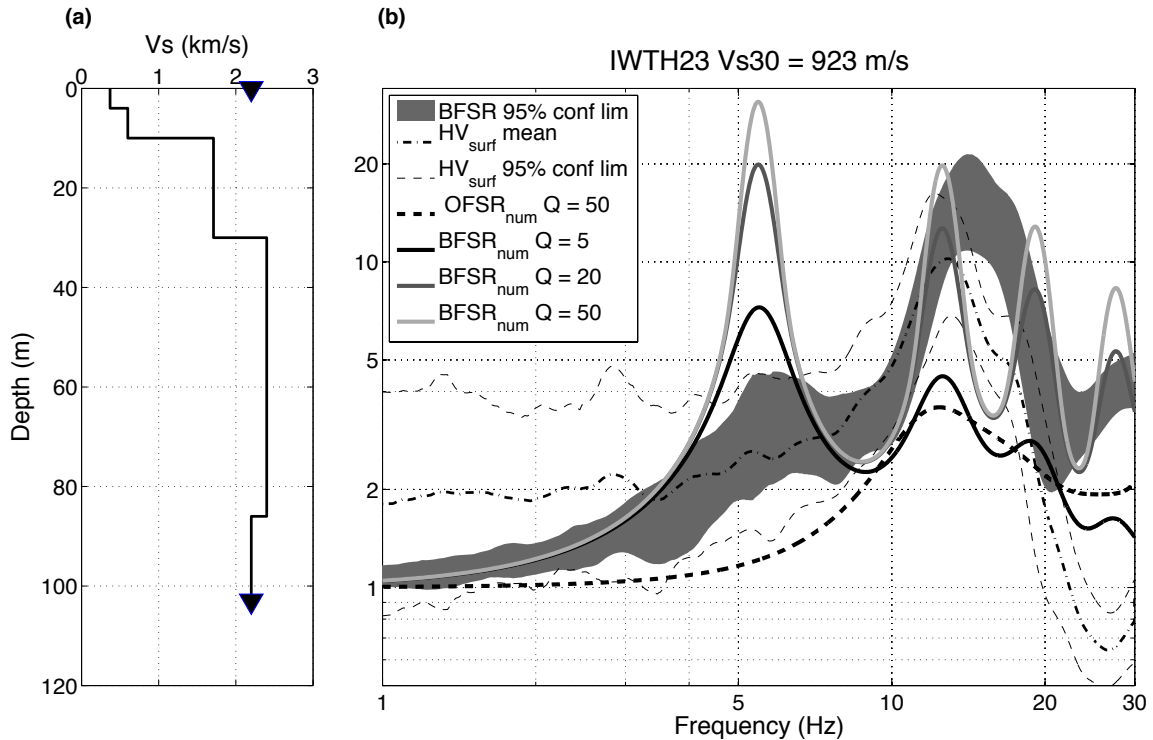 (a)
Vs (km/s)
0 1 2 3
0
20
40
60
80
100
120
Depth (m)
(b)
IWTH23 Vs30 = 923 m/s
BFSR 95% conf lim
HVsurf mean
HVsurf 95% conf lim
OFSRnum Q = 50
BFSRnum Q = 5
BFSRnum Q = 20
BFSRnum Q = 50
20
10
5
2
1
1 5 10 20 30
Frequency (Hz)